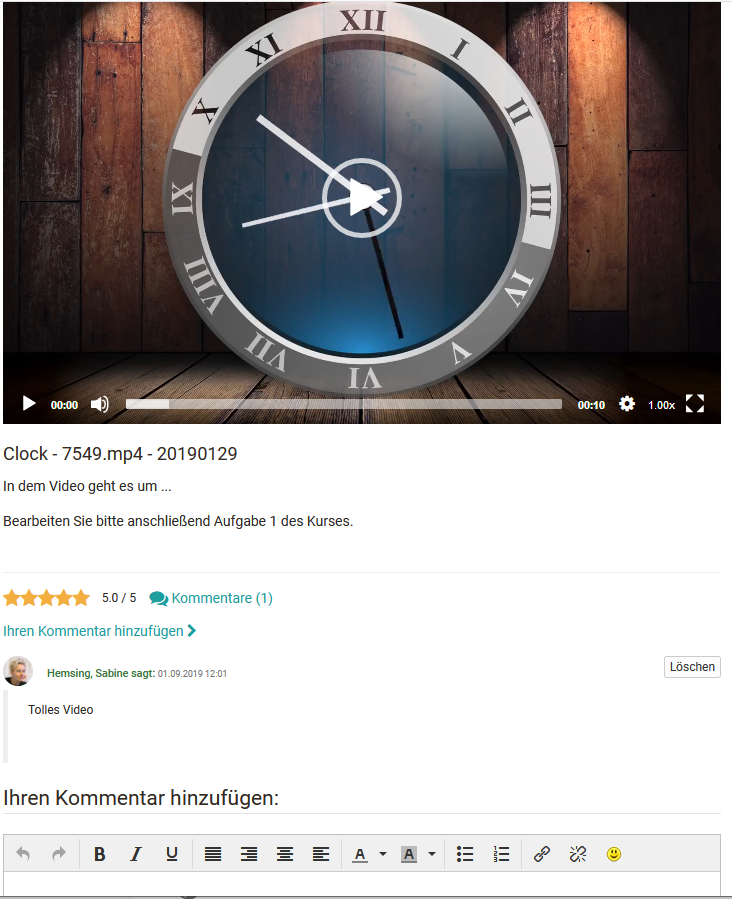 XII
I
II
III
IV
V
VI
VII
VIII
IX
X
XI
00:00
00:10
1.00x
Clock - 7549.mp4 - 20190129
In dem Video geht es um ...
Bearbeiten Sie bitte anschließend Aufgabe 1 des Kurses.
5.0 / 5 Kommentare (1)
Ihren Kommentar hinzufügen
Hemsing, Sabine sagt: 01.09.2019 12:01
Löschen
Tolles Video
Ihren Kommentar hinzufügen:
B I U A A